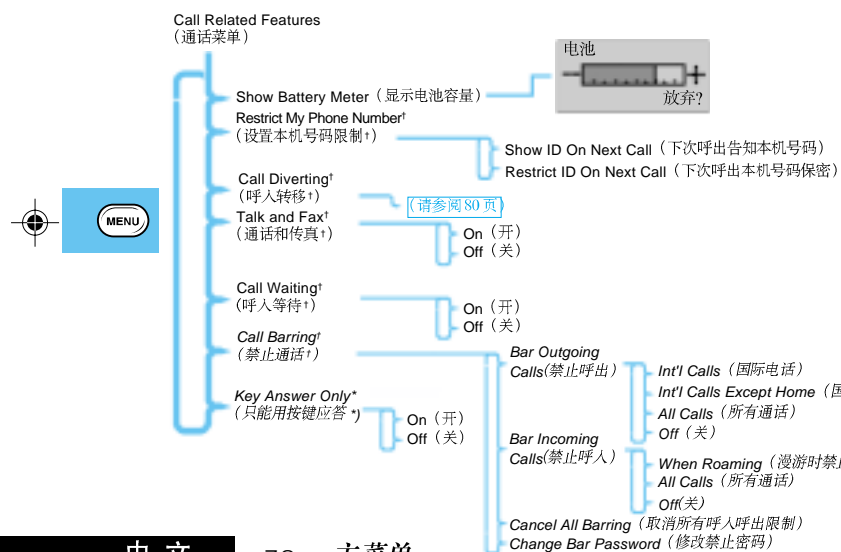 Call Related Features
（通话菜单）
Show Battery Meter（显示电池容量）
电池
放弃?
Restrict My Phone Number†
（设置本机号码限制†）
Show ID On Next Call（下次呼出告知本机号码）
Restrict ID On Next Call（下次呼出本机号码保密）
Call Diverting†
（呼入转移†）
（请参阅80页）
MENU
Talk and Fax†
（通话和传真†）
On（开）
Off（关）
Call Waiting†
（呼入等待†）
On（开）
Off（关）
Call Barring†
（禁止通话†）
Bar Outgoing
Calls(禁止呼出）
Int'l Calls（国际电话）
Int'l Calls Except Home（
All Calls（所有通话）
Off（关）
Key Answer Only*
（只能用按键应答 *)
On（开）
Off（关）
Bar Incoming
Calls(禁止呼入）
When Roaming（漫游时禁
All Calls（所有通话）
Off(关）
Cancel All Barring（取消所有呼入呼出限制）
Change Bar Password（修改禁止密码）
中 文
主菜单